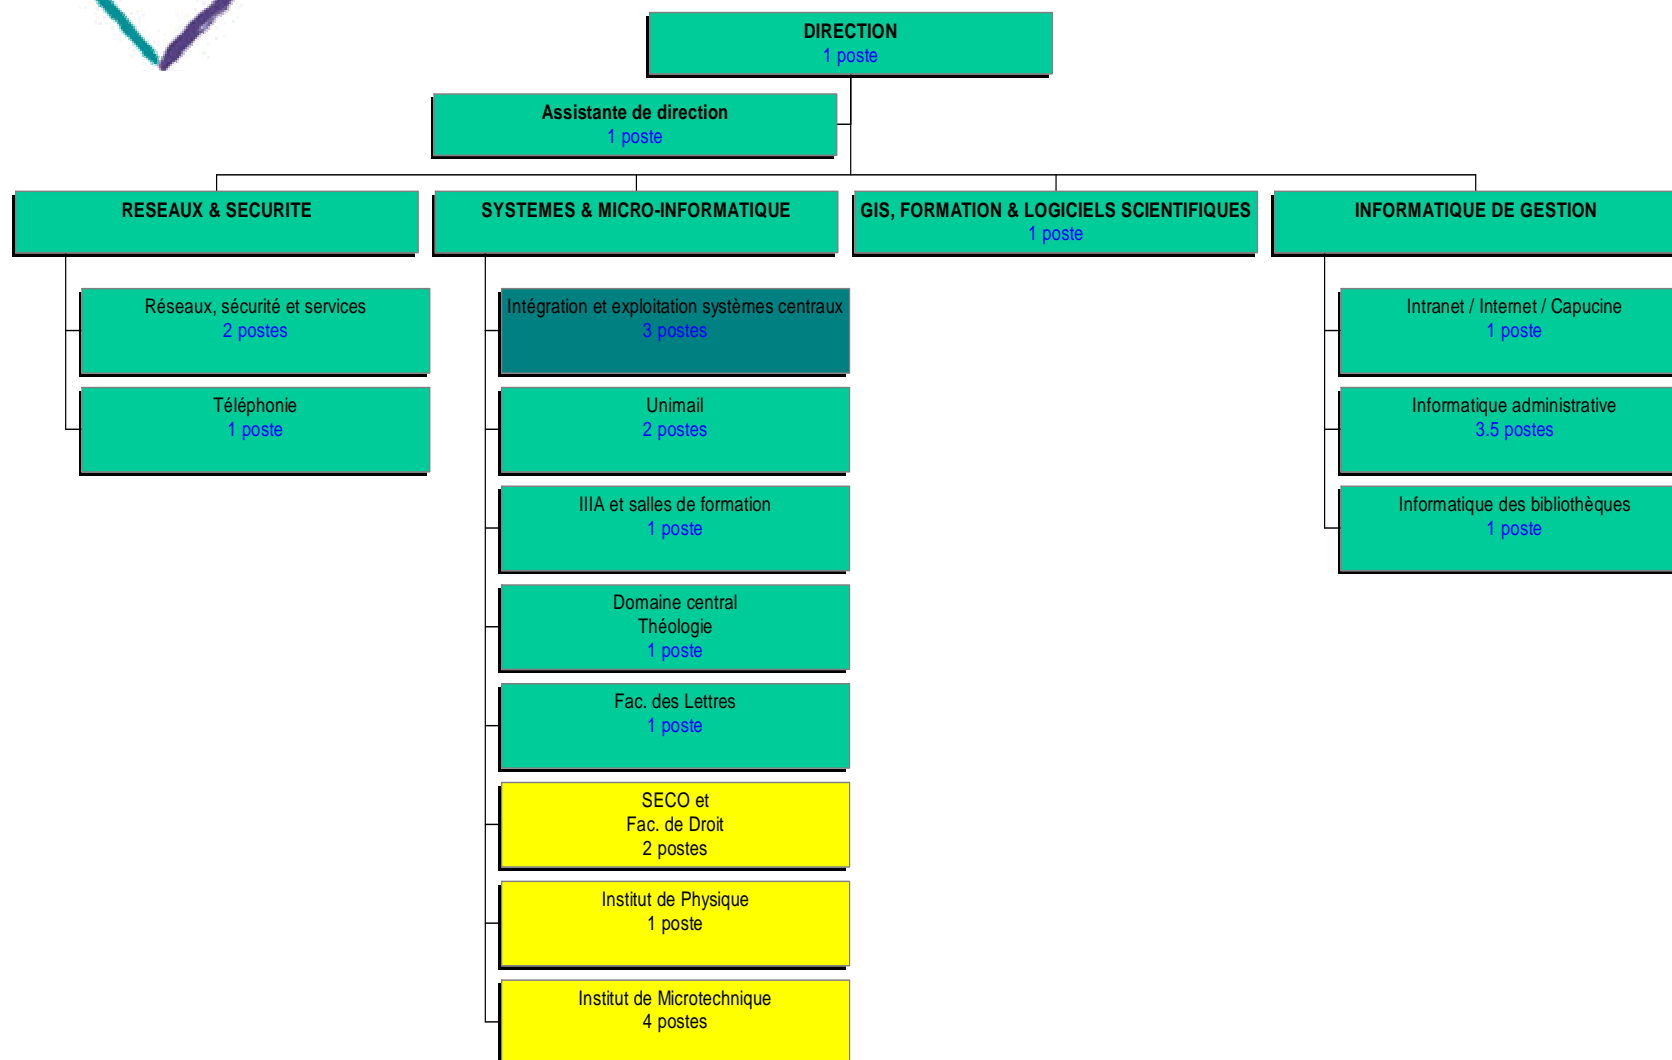 DIRECTION
1 poste
Assistante de direction
1 poste
RESEAUX & SECURITE
SYSTEMES & MICRO-INFORMATIQUE
GIS, FORMATION & LOGICIELS SCIENTIFIQUES
1 poste
INFORMATIQUE DE GESTION
Réseaux, sécurité et services
2 postes
Téléphonie
1 poste
Intégration et exploitation systèmes centraux
3 postes
Unimail
2 postes
IIIA et salles de formation
1 poste
Domaine central
Théologie
1 poste
Fac. des Lettres
1 poste
SECO et
Fac. de Droit
2 postes
Institut de Physique
1 poste
Institut de Microtechnique
4 postes
Intranet / Internet / Capucine
1 poste
Informatique administrative
3.5 postes
Informatique des bibliothèques
1 poste